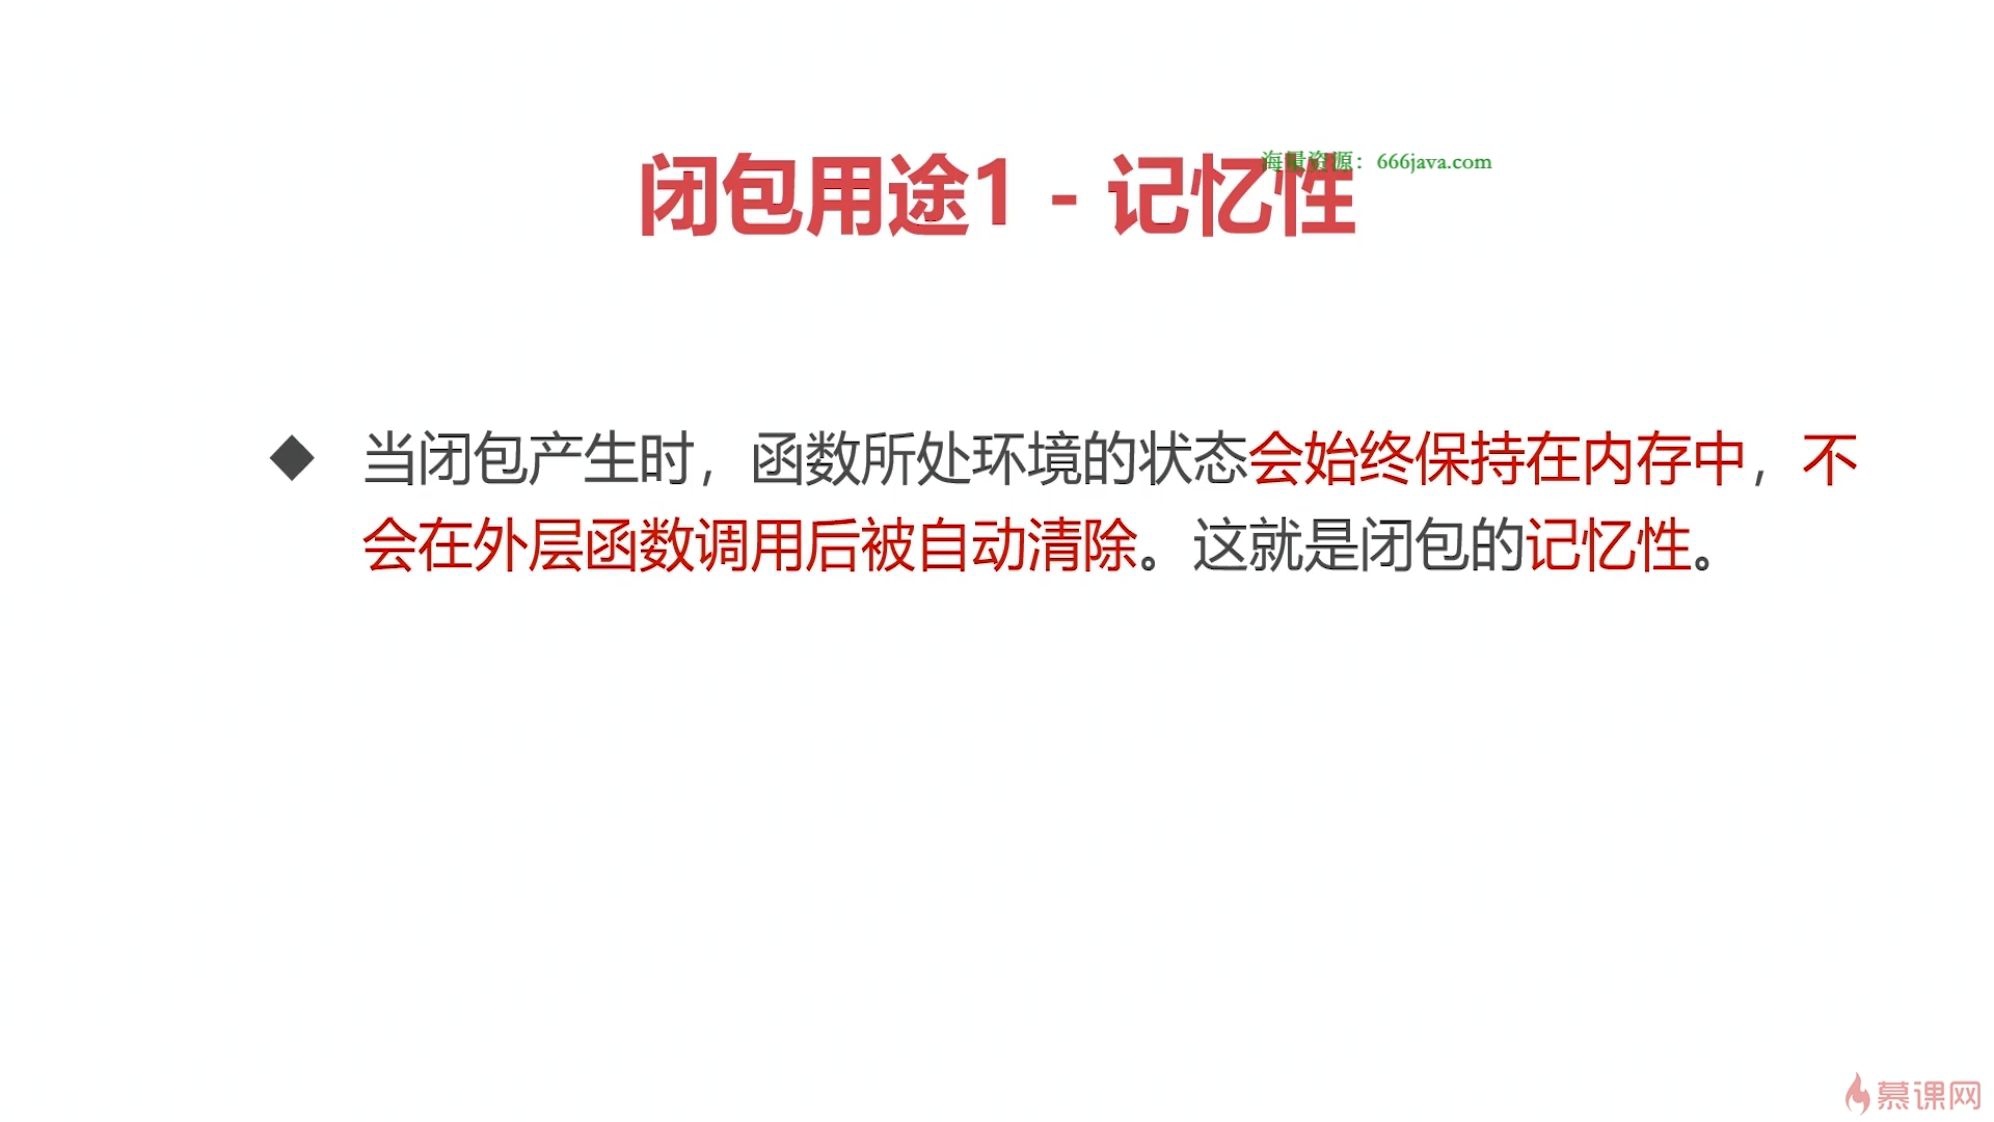 海量资源：666java.com
闭包用途1 - 记忆性
当闭包产生时，函数所处环境的状态会始终保持在内存中，不
会在外层函数调用后被自动清除。这就是闭包的记忆性。
慕课网